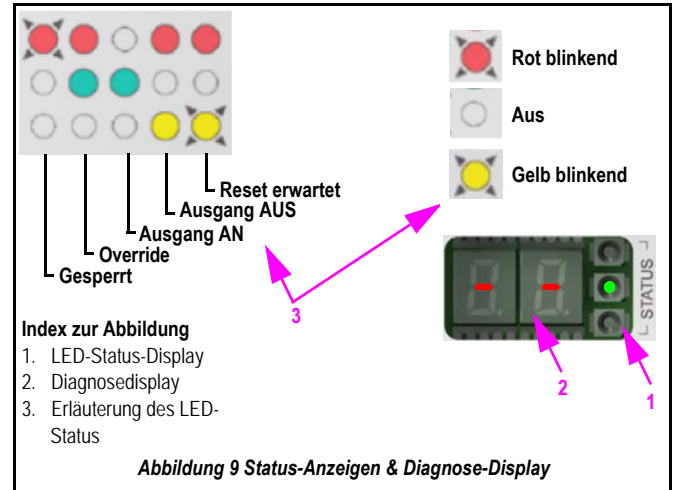 Rot blinkend
Aus
Gelb blinkend
Reset erwartet
Ausgang AUS
Ausgang AN
Override
Gesperrt
3
STATUS
2
1
Index zur Abbildung
1. LED-Status-Display
2. Diagnosedisplay
3. Erläuterung des LED-
Status
Abbildung 9 Status-Anzeigen & Diagnose-Display